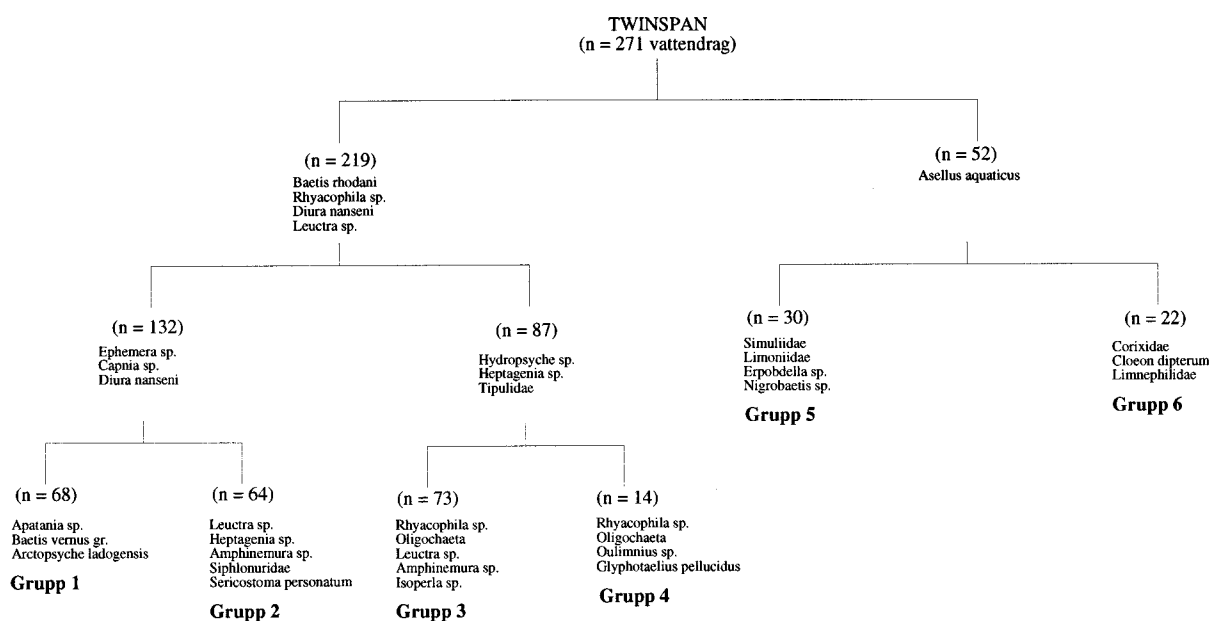 TWINSPAN
(n = 271 vattendrag)
(n = 219)
Baetis rhodani
Rhyacophila sp.
Diura nanseni
Leuctra sp.
(n = 52)
Asellus aquaticus
(n = 132)
Ephemera sp.
Capnia sp.
Diura nanseni
(n = 87)
Hydropsyche sp.
Heptagenia sp.
Tipulidae
(n = 30)
Simuliidae
Limoniidae
Erpobdella sp.
Nigrobaetis sp.
Grupp 5
(n = 22)
Corixidae
Cloeon dipterum
Limnephilidae
Grupp 6
(n = 68)
Apatania sp.
Baetis vernus gr.
Arctopsyche ladogensis
Grupp 1
(n = 64)
Leuctra sp.
Heptagenia sp.
Amphinemura sp.
Siphlonuridae
Sericostoma personatum
Grupp 2
(n = 73)
Rhyacophila sp.
Oligochaeta
Leuctra sp.
Amphinemura sp.
Isoperla sp.
Grupp 3
(n = 14)
Rhyacophila sp.
Oligochaeta
Oulimnius sp.
Glyphotaelius pellucidus
Grupp 4